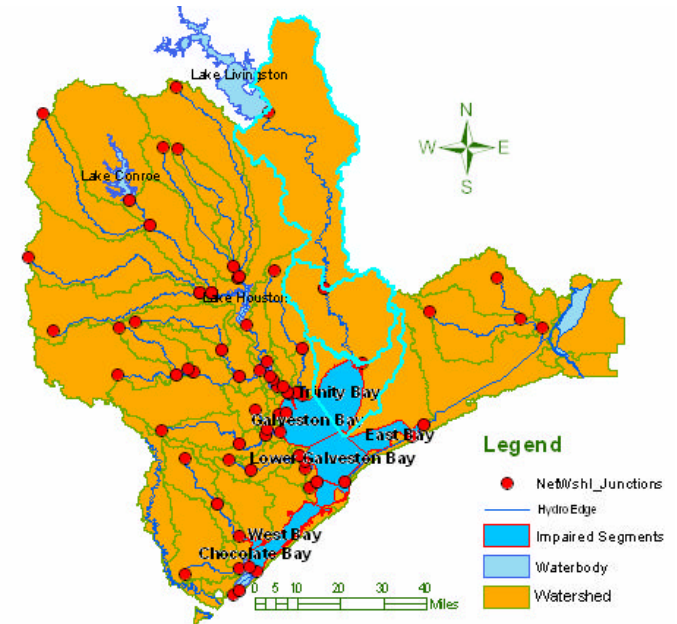 Lake Livingston
N
W E
S
Lake Conroe
Lake Houston
Trinity Bay
Galveston Bay
East Bay
Lower Galveston Bay
West Bay
Chocolate Bay
Legend
NetWshl_Junctions
HydroEdge
Impaired Segments
Waterbody
Watershed
0 5 10 20 30 40
Miles